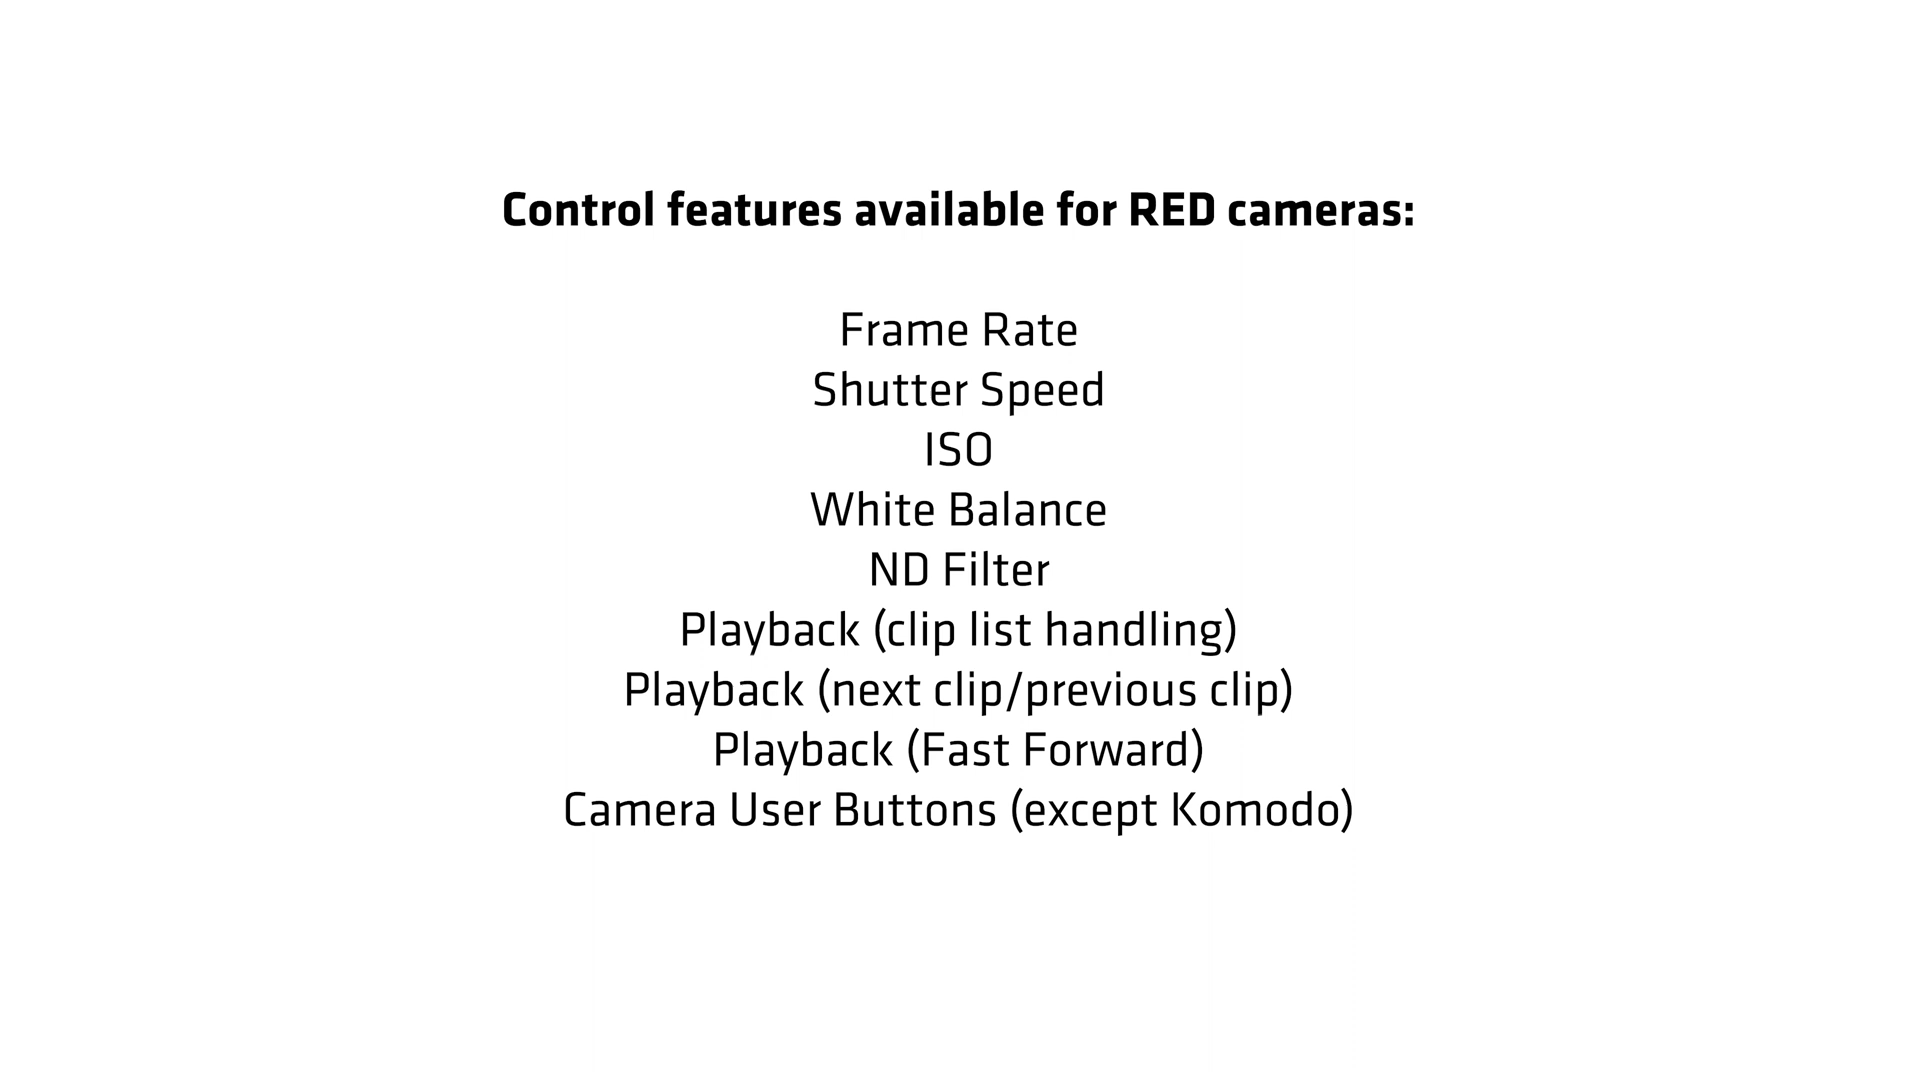 Control features available for RED cameras:
Frame Rate
Shutter Speed
ISO
White Balance
ND Filter
Playback (clip list handling)
Playback (next clip/previous clip)
Playback (Fast Forward)
Camera User Buttons (except Komodo)